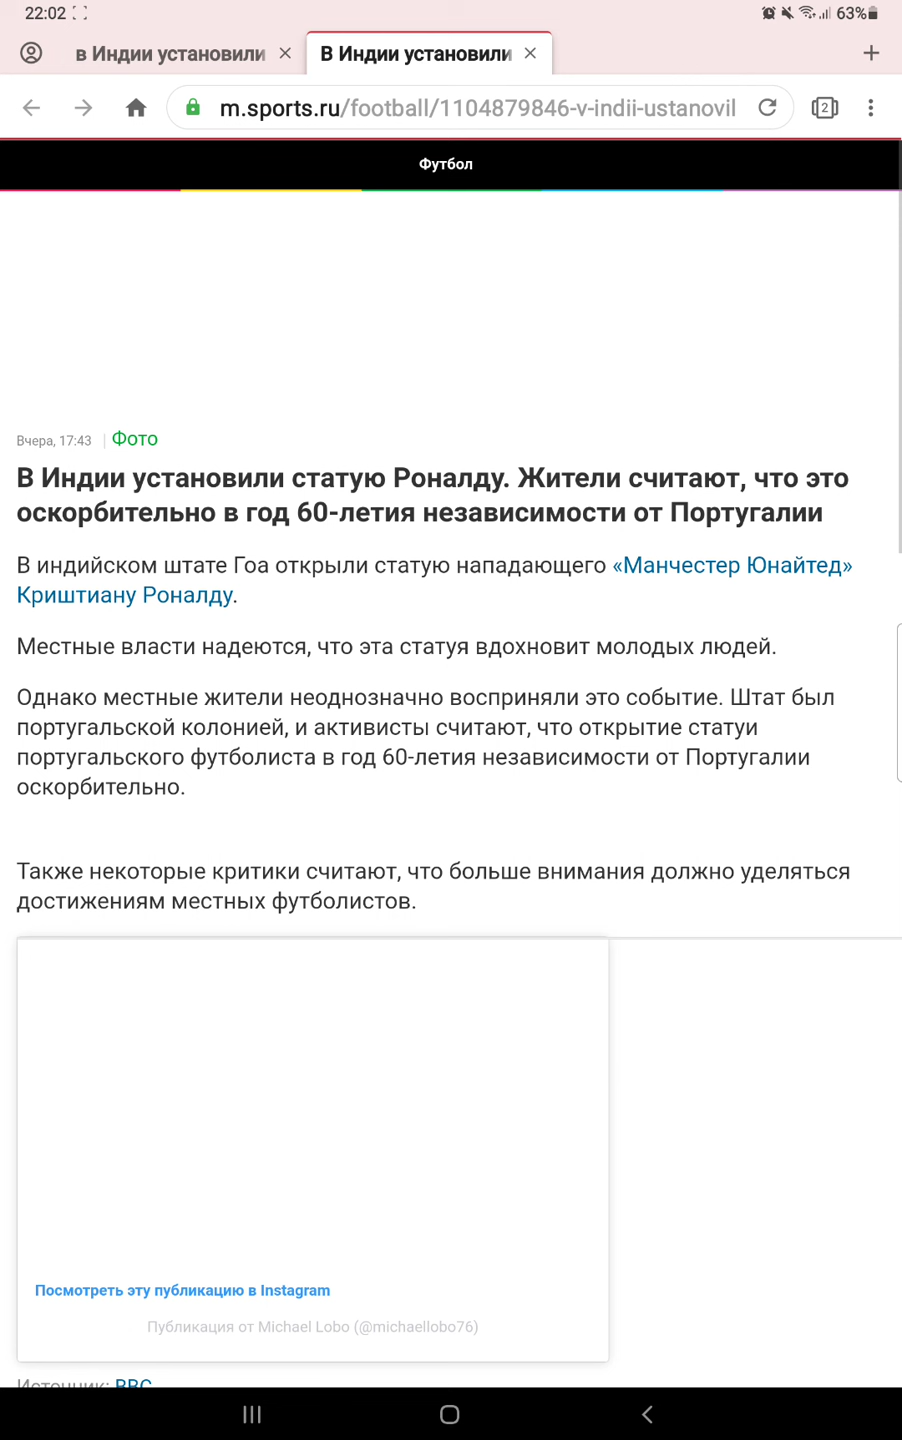 22:02
63%
в Индии установили
В Индии установили
m.sports.ru/football/1104879846-v-indii-ustanovil
2
Футбол
Вчера, 17:43 | Фото
В Индии установили статую Роналду. Жители считают, что это
оскорбительно в год 60-летия независимости от Португалии
В индийском штате Гоа открыли статую нападающего «Манчестер Юнайтед»
Криштиану Роналду.
Местные власти надеются, что эта статуя вдохновит молодых людей.
Однако местные жители неоднозначно восприняли это событие. Штат был
португальской колонией, и активисты считают, что открытие статуи
португальского футболиста в год 60-летия независимости от Португалии
оскорбительно.
Также некоторые критики считают, что больше внимания должно уделяться
достижениям местных футболистов.
Посмотреть эту публикацию в Instagram
Публикация от Michael Lobo (@michaellobo76)
Источник: BBC